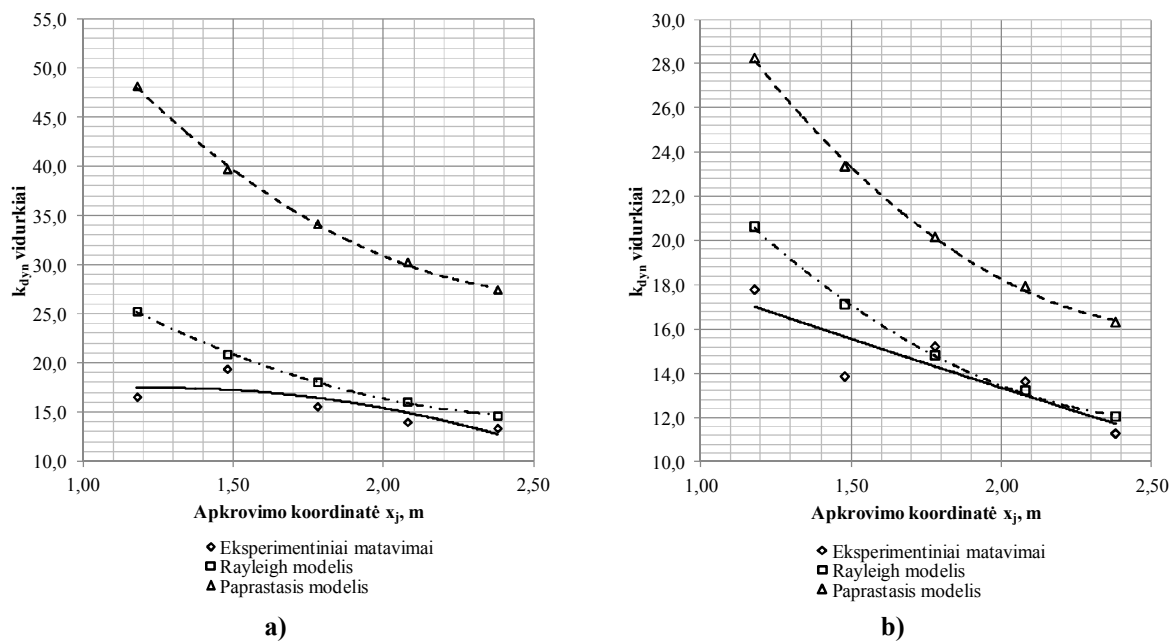 55,0
50,0
45,0
40,0
35,0
30,0
25,0
20,0
15,0
10,0
k_dyn vidurkiai
1,00 1,50 2,00 2,50
Apkrovimo koordinatė x_j, m
Eksperimentiniai matavimai
Rayleigh modelis
Paprastasis modelis
a)
30,0
28,0
26,0
24,0
22,0
20,0
18,0
16,0
14,0
12,0
10,0
k_dyn vidurkiai
1,00 1,50 2,00 2,50
Apkrovimo koordinatė x_j, m
Eksperimentiniai matavimai
Rayleigh modelis
Paprastasis modelis
b)